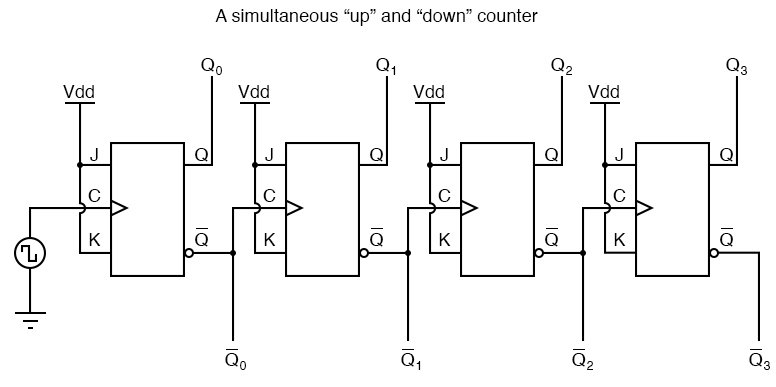 A simultaneous “up” and “down” counter
Q0 Q1 Q2 Q3
Vdd Vdd Vdd Vdd
J Q J Q J Q J Q
C C C C
K Q̅ K Q̅ K Q̅ K Q̅
Q̅0 Q̅1 Q̅2 Q̅3